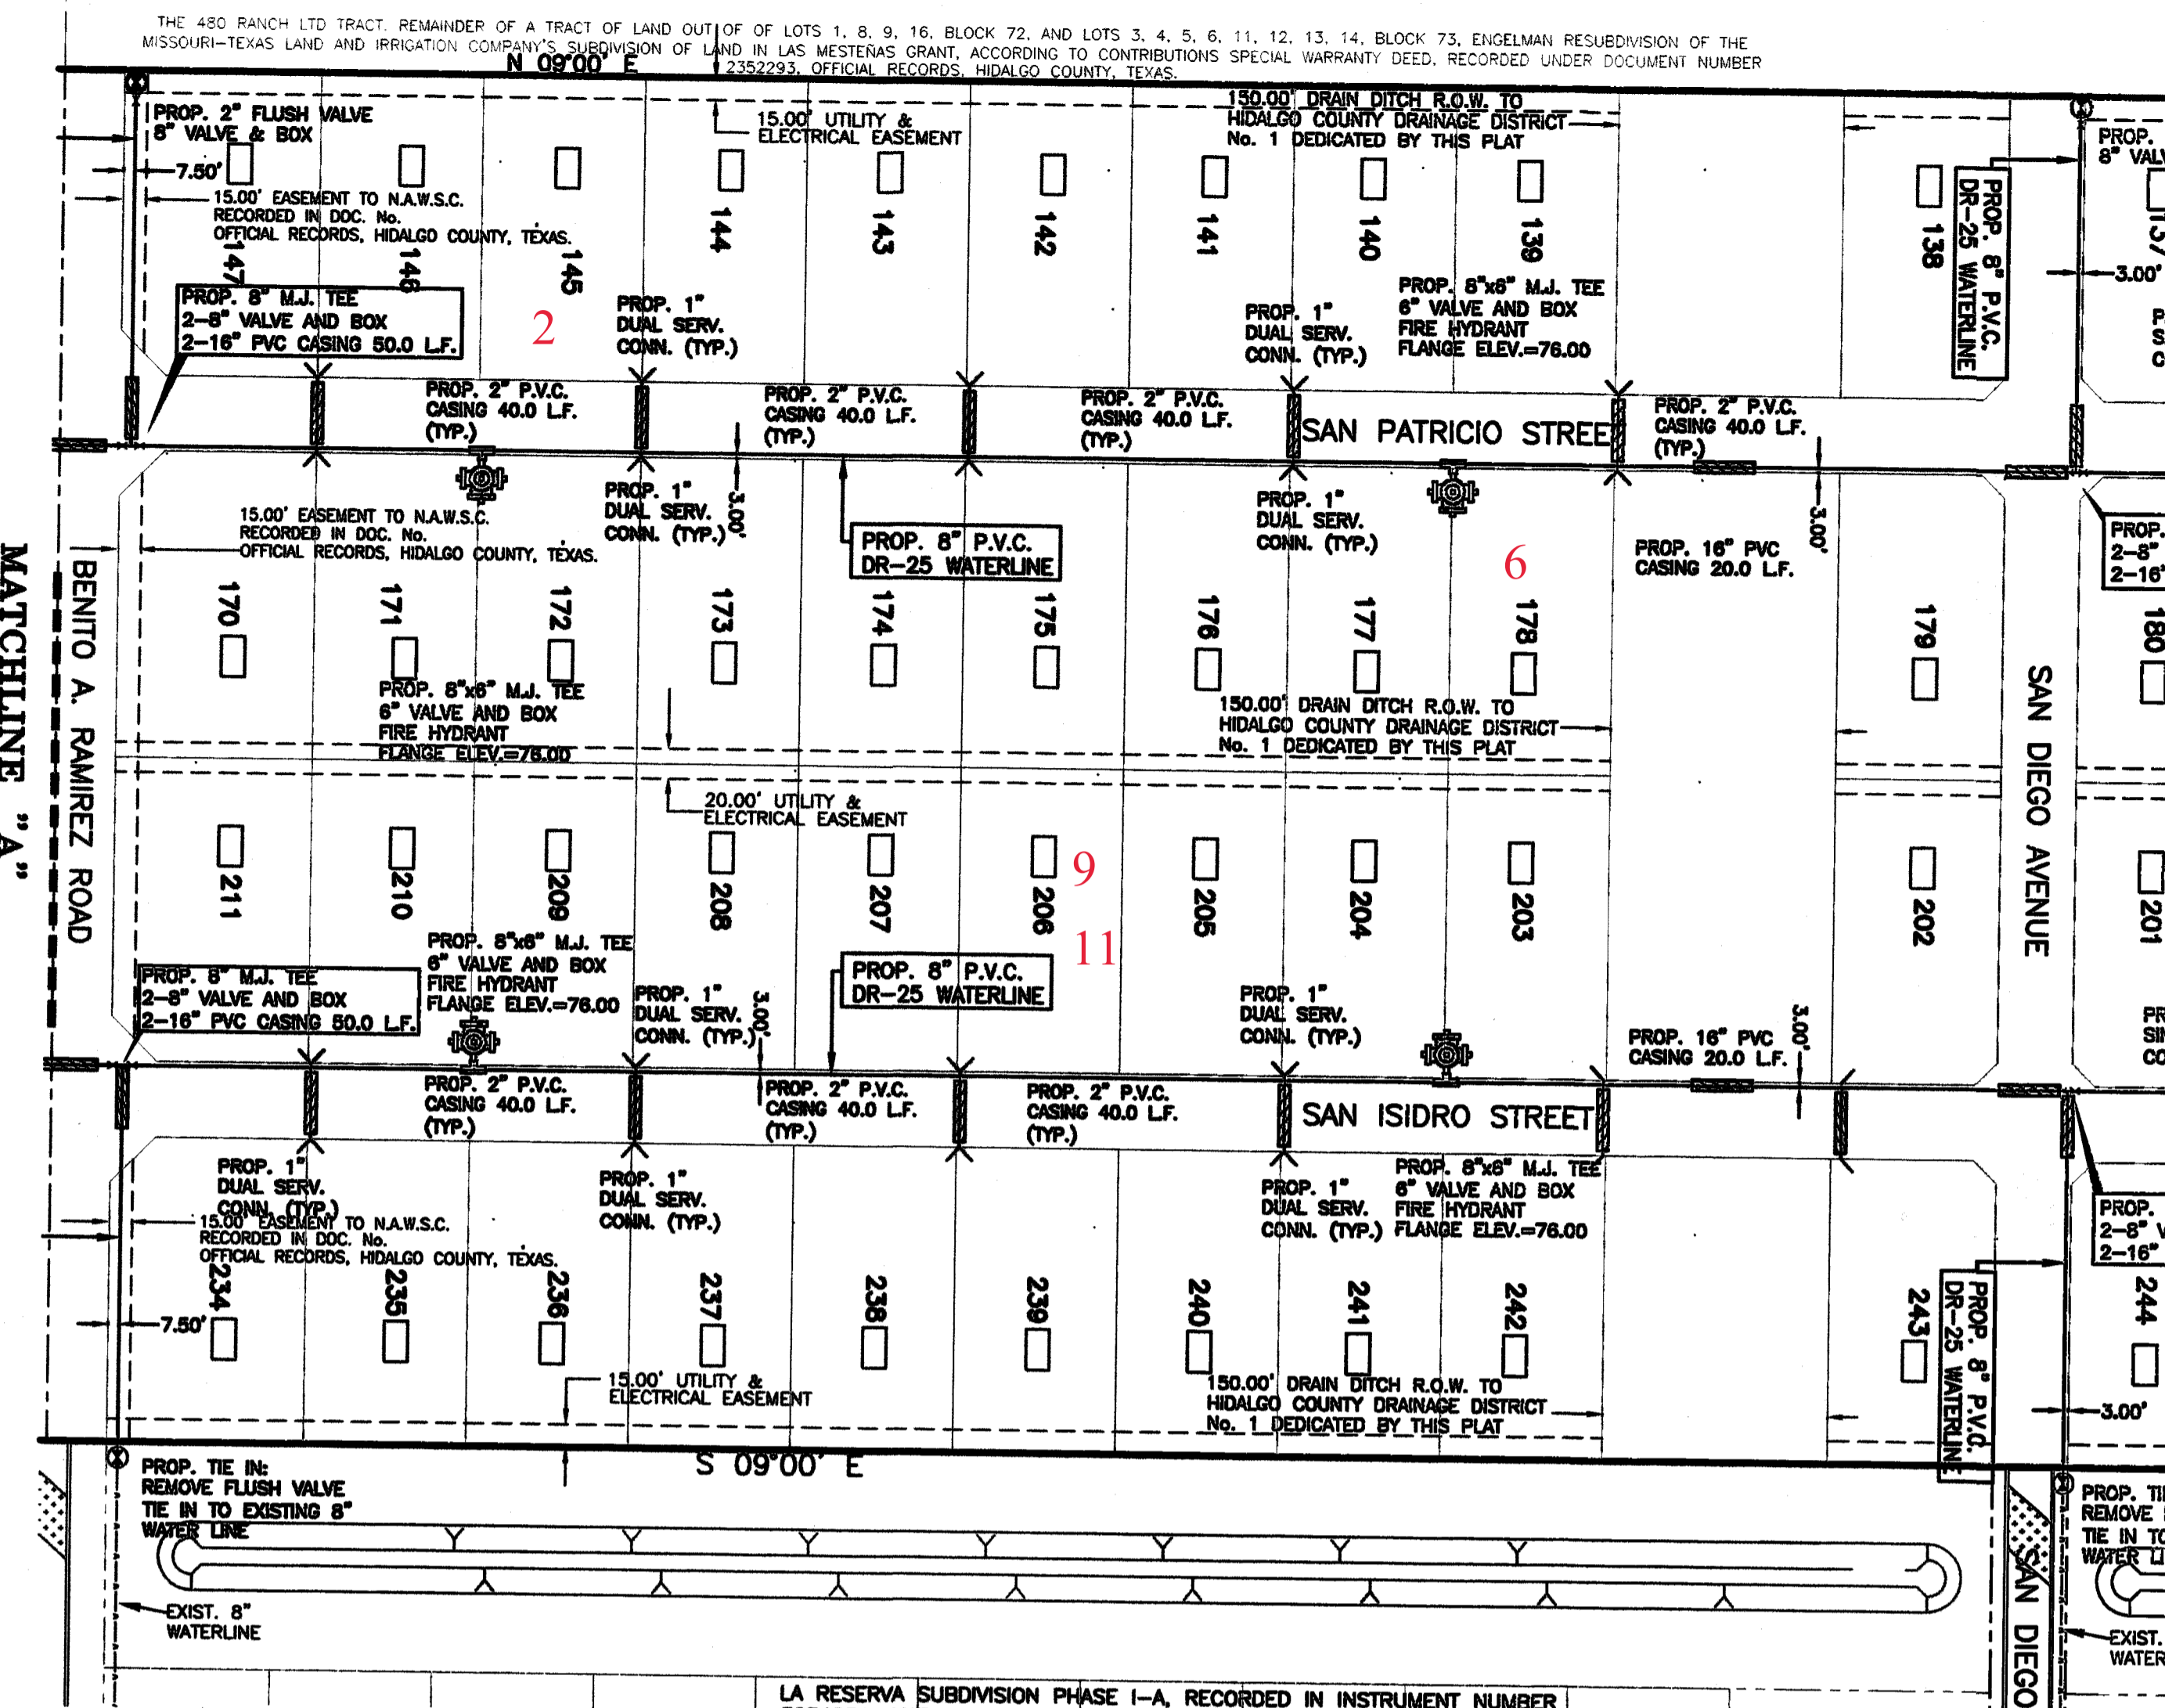 THE 480 RANCH LTD TRACT. REMAINDER OF A TRACT OF LAND OUT OF OF LOTS 1, 8, 9, 16, BLOCK 72, AND LOTS 3, 4, 5, 6, 11, 12, 13, 14, BLOCK 73, ENGELMAN RESUBDIVISION OF THE
MISSOURI-TEXAS LAND AND IRRIGATION COMPANY'S SUBDIVISION OF LAND IN LAS MESTEÑAS GRANT, ACCORDING TO CONTRIBUTIONS SPECIAL WARRANTY DEED, RECORDED UNDER DOCUMENT NUMBER
2352293, OFFICIAL RECORDS, HIDALGO COUNTY, TEXAS.
N 09°00' E
PROP. 2" FLUSH VALVE
8" VALVE & BOX
7.50'
15.00' EASEMENT TO N.A.W.S.C.
RECORDED IN DOC. No.
OFFICIAL RECORDS, HIDALGO COUNTY, TEXAS.
15.00' UTILITY &
ELECTRICAL EASEMENT
150.00' DRAIN DITCH R.O.W. TO
HIDALGO COUNTY DRAINAGE DISTRICT
No. 1 DEDICATED BY THIS PLAT
PROP.
147
146
145
144
143
142
141
140
139
138
PROP. 8" P.V.C.
DR-25 WATERLINE
3.00'
PROP. 8" M.J. TEE
2-8" VALVE AND BOX
2-16" PVC CASING 50.0 L.F.
2
PROP. 1"
DUAL SERV.
CONN. (TYP.)
PROP. 1"
DUAL SERV.
CONN. (TYP.)
PROP. 8"x6" M.J. TEE
6" VALVE AND BOX
FIRE HYDRANT
FLANGE ELEV.=76.00
PROP. 2" P.V.C.
CASING 40.0 L.F.
(TYP.)
PROP. 2" P.V.C.
CASING 40.0 L.F.
(TYP.)
PROP. 2" P.V.C.
CASING 40.0 L.F.
(TYP.)
SAN PATRICIO STREET
PROP. 2" P.V.C.
CASING 40.0 L.F.
(TYP.)
15.00' EASEMENT TO N.A.W.S.C.
RECORDED IN DOC. No.
OFFICIAL RECORDS, HIDALGO COUNTY, TEXAS.
PROP. 1"
DUAL SERV.
CONN. (TYP.)
3.00'
PROP. 8" P.V.C.
DR-25 WATERLINE
PROP. 1"
DUAL SERV.
CONN. (TYP.)
6
3.00'
PROP. 16" PVC
CASING 20.0 L.F.
PROP.
2-8"
2-16"
MATCHLINE "A"
BENITO A. RAMIREZ ROAD
170
171
172
173
174
175
176
177
178
179
180
SAN DIEGO AVENUE
PROP. 8"x6" M.J. TEE
6" VALVE AND BOX
FIRE HYDRANT
FLANGE ELEV.=76.00
150.00' DRAIN DITCH R.O.W. TO
HIDALGO COUNTY DRAINAGE DISTRICT
No. 1 DEDICATED BY THIS PLAT
20.00' UTILITY &
ELECTRICAL EASEMENT
211
210
209
208
207
206
9
205
204
203
202
201
11
PROP. 8"x6" M.J. TEE
6" VALVE AND BOX
FIRE HYDRANT
FLANGE ELEV.=76.00
PROP. 8" M.J. TEE
2-8" VALVE AND BOX
2-16" PVC CASING 50.0 L.F.
PROP. 1"
DUAL SERV.
CONN. (TYP.)
3.00'
PROP. 8" P.V.C.
DR-25 WATERLINE
PROP. 1"
DUAL SERV.
CONN. (TYP.)
PROP. 16" PVC
CASING 20.0 L.F.
3.00'
PROP. 2" P.V.C.
CASING 40.0 L.F.
(TYP.)
PROP. 2" P.V.C.
CASING 40.0 L.F.
(TYP.)
PROP. 2" P.V.C.
CASING 40.0 L.F.
(TYP.)
SAN ISIDRO STREET
PROP. 1"
DUAL SERV.
CONN. (TYP.)
15.00' EASEMENT TO N.A.W.S.C.
RECORDED IN DOC. No.
OFFICIAL RECORDS, HIDALGO COUNTY, TEXAS.
PROP. 1"
DUAL SERV.
CONN. (TYP.)
PROP. 1"
DUAL SERV.
CONN. (TYP.)
PROP. 8"x6" M.J. TEE
6" VALVE AND BOX
FIRE HYDRANT
FLANGE ELEV.=76.00
PROP.
2-8"
2-16"
234
235
236
237
238
239
240
241
242
243
244
PROP. 8" P.V.C.
DR-25 WATERLINE
7.50'
3.00'
15.00' UTILITY &
ELECTRICAL EASEMENT
150.00' DRAIN DITCH R.O.W. TO
HIDALGO COUNTY DRAINAGE DISTRICT
No. 1 DEDICATED BY THIS PLAT
S 09°00' E
PROP. TIE IN:
REMOVE FLUSH VALVE
TIE IN TO EXISTING 8"
WATER LINE
PROP.
REMOVE
TIE IN TO
WATER
EXIST. 8"
WATERLINE
SAN DIEGO
EXIST.
LA RESERVA SUBDIVISION PHASE I-A, RECORDED IN INSTRUMENT NUMBER